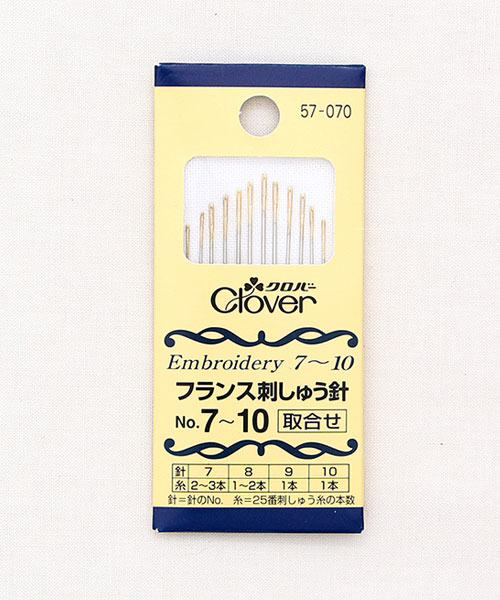 57-070
クロバー
Clover
Embroidery 7～10
フランス刺しゅう針
No.7～10 取合せ
針 7 8 9 10
糸 2～3本 1～2本 1本 1本
針=針のNo. 糸=25番刺しゅう糸の本数